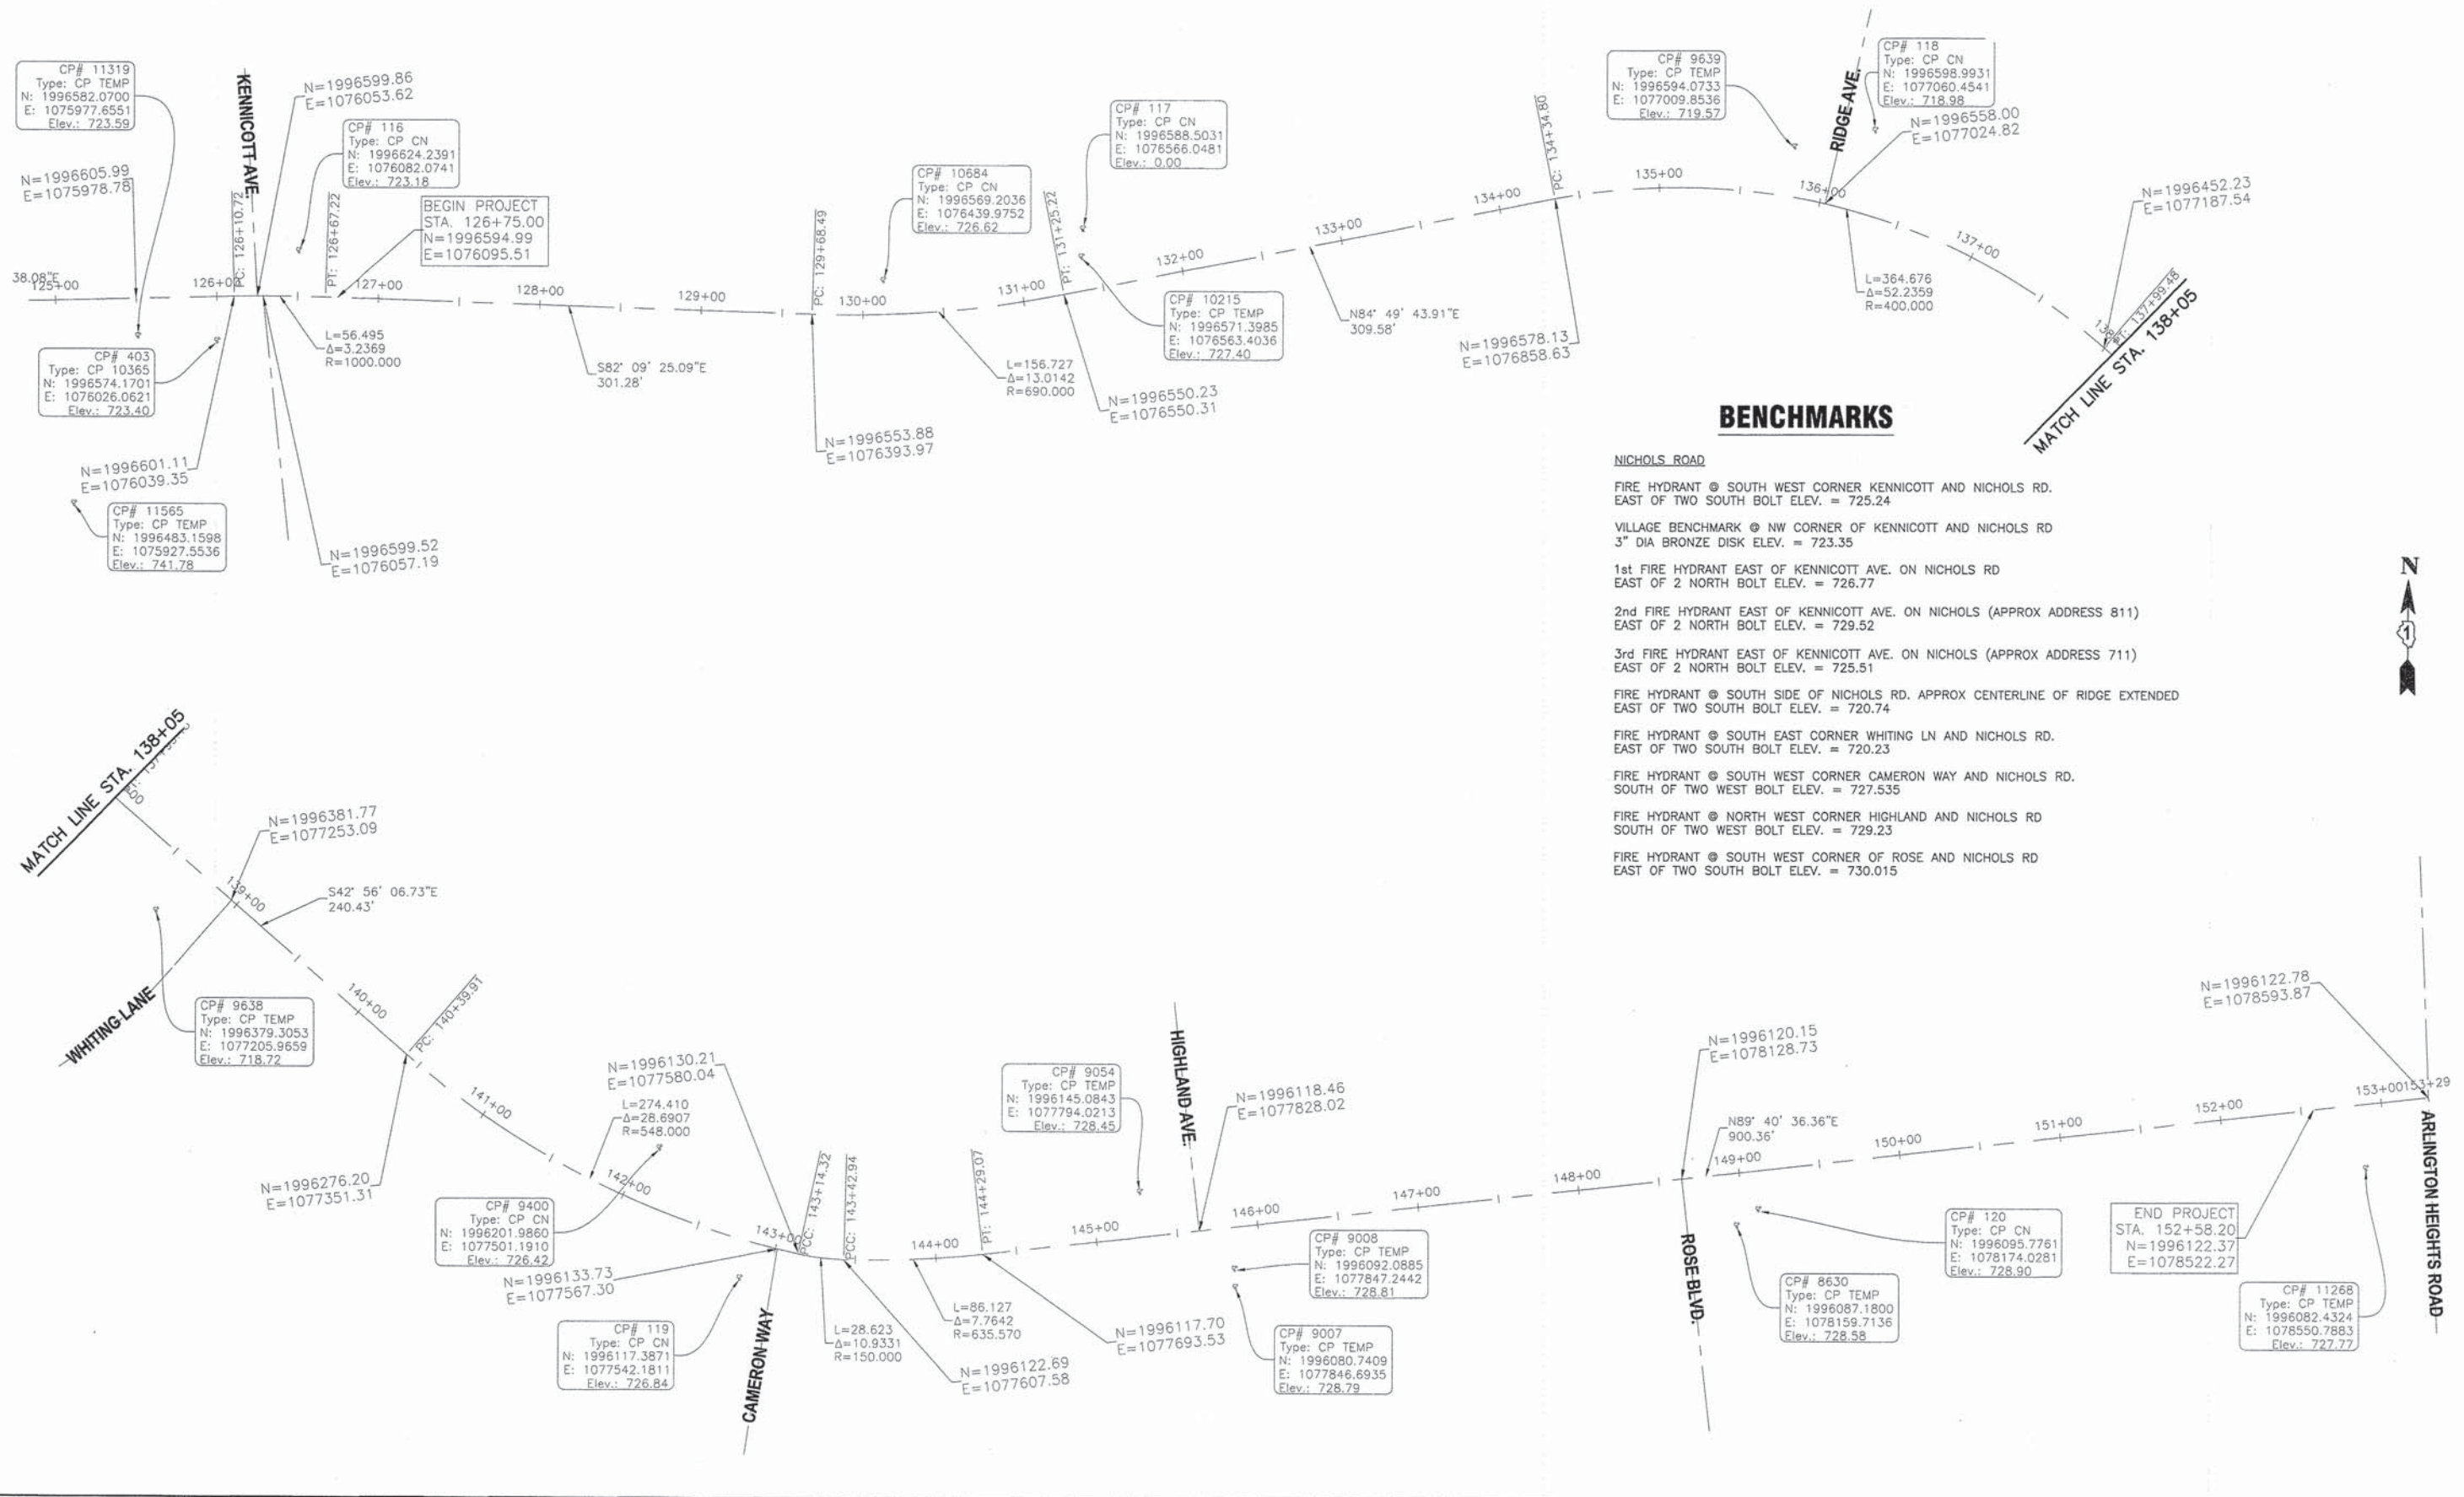 CP# 11319
Type: CP TEMP
N: 1996582.0700
E: 1075977.6551
Elev.: 723.59
N=1996605.99
E=1075978.78
KENNICOTT AVE.
N=1996599.86
E=1076053.62
CP# 116
Type: CP CN
N: 1996624.2391
E: 1076082.0741
Elev.: 723.18
BEGIN PROJECT
STA. 126+75.00
N=1996594.99
E=1076095.51
PC: 126+10.72
PT: 126+67.22
38.08"E
125+00
126+00
127+00
128+00
129+00
130+00
131+00
132+00
133+00
134+00
135+00
136+00
137+00
L=56.495
Δ=3.2369
R=1000.000
CP# 403
Type: CP 10365
N: 1996574.1701
E: 1076026.0621
Elev.: 723.40
N=1996601.11
E=1076039.35
CP# 11565
Type: CP TEMP
N: 1996483.1598
E: 1075927.5536
Elev.: 741.78
N=1996599.52
E=1076057.19
S82° 09' 25.09"E
301.28'
PC: 129+68.49
N=1996553.88
E=1076393.97
CP# 10684
Type: CP CN
N: 1996569.2036
E: 1076439.9752
Elev.: 726.62
CP# 117
Type: CP CN
N: 1996588.5031
E: 1076566.0481
Elev.: 0.00
L=156.727
Δ=13.0142
R=690.000
PT: 131+25.22
CP# 10215
Type: CP TEMP
N: 1996571.3985
E: 1076563.4036
Elev.: 727.40
N=1996550.23
E=1076550.31
N84° 49' 43.91"E
309.58'
PC: 134+34.80
N=1996578.13
E=1076858.63
CP# 9639
Type: CP TEMP
N: 1996594.0733
E: 1077009.8536
Elev.: 719.57
RIDGE AVE.
CP# 118
Type: CP CN
N: 1996598.9931
E: 1077060.4541
Elev.: 718.98
N=1996558.00
E=1077024.82
L=364.676
Δ=52.2359
R=400.000
N=1996452.23
E=1077187.54
PT: 137+99.48
MATCH LINE STA. 138+05
BENCHMARKS
NICHOLS ROAD
FIRE HYDRANT @ SOUTH WEST CORNER KENNICOTT AND NICHOLS RD.
EAST OF TWO SOUTH BOLT ELEV. = 725.24
VILLAGE BENCHMARK @ NW CORNER OF KENNICOTT AND NICHOLS RD
3" DIA BRONZE DISK ELEV. = 723.35
1st FIRE HYDRANT EAST OF KENNICOTT AVE. ON NICHOLS RD
EAST OF 2 NORTH BOLT ELEV. = 726.77
2nd FIRE HYDRANT EAST OF KENNICOTT AVE. ON NICHOLS (APPROX ADDRESS 811)
EAST OF 2 NORTH BOLT ELEV. = 729.52
3rd FIRE HYDRANT EAST OF KENNICOTT AVE. ON NICHOLS (APPROX ADDRESS 711)
EAST OF 2 NORTH BOLT ELEV. = 725.51
FIRE HYDRANT @ SOUTH SIDE OF NICHOLS RD. APPROX CENTERLINE OF RIDGE EXTENDED
EAST OF TWO SOUTH BOLT ELEV. = 720.74
FIRE HYDRANT @ SOUTH EAST CORNER WHITING LN AND NICHOLS RD.
EAST OF TWO SOUTH BOLT ELEV. = 720.23
FIRE HYDRANT @ SOUTH WEST CORNER CAMERON WAY AND NICHOLS RD.
SOUTH OF TWO WEST BOLT ELEV. = 727.535
FIRE HYDRANT @ NORTH WEST CORNER HIGHLAND AND NICHOLS RD
SOUTH OF TWO WEST BOLT ELEV. = 729.23
FIRE HYDRANT @ SOUTH WEST CORNER OF ROSE AND NICHOLS RD
EAST OF TWO SOUTH BOLT ELEV. = 730.015
N
1
MATCH LINE STA. 138+05
N=1996381.77
E=1077253.09
139+00
S42° 56' 06.73"E
240.43'
WHITING LANE
CP# 9638
Type: CP TEMP
N: 1996379.3053
E: 1077205.9659
Elev.: 718.72
140+00
PC: 140+39.91
N=1996276.20
E=1077351.31
141+00
N=1996130.21
E=1077580.04
L=274.410
Δ=28.6907
R=548.000
142+00
CP# 9400
Type: CP CN
N: 1996201.9860
E: 1077501.1910
Elev.: 726.42
N=1996133.73
E=1077567.30
143+00
PCC: 143+14.32
PCC: 143+42.94
CP# 119
Type: CP CN
N: 1996117.3871
E: 1077542.1811
Elev.: 726.84
CAMERON WAY
L=28.623
Δ=10.9331
R=150.000
144+00
PT: 144+29.07
L=86.127
Δ=7.7642
R=635.570
N=1996122.69
E=1077607.58
N=1996117.70
E=1077693.53
CP# 9054
Type: CP TEMP
N: 1996145.0843
E: 1077794.0213
Elev.: 728.45
145+00
HIGHLAND AVE.
N=1996118.46
E=1077828.02
146+00
CP# 9008
Type: CP TEMP
N: 1996092.0885
E: 1077847.2442
Elev.: 728.81
CP# 9007
Type: CP TEMP
N: 1996080.7409
E: 1077846.6935
Elev.: 728.79
147+00
148+00
N=1996120.15
E=1078128.73
N89° 40' 36.36"E
900.36'
149+00
ROSE BLVD.
150+00
151+00
152+00
CP# 8630
Type: CP TEMP
N: 1996087.1800
E: 1078159.7136
Elev.: 728.58
CP# 120
Type: CP CN
N: 1996095.7761
E: 1078174.0281
Elev.: 728.90
N=1996122.78
E=1078593.87
153+00
153+29
END PROJECT
STA. 152+58.20
N=1996122.37
E=1078522.27
CP# 11268
Type: CP TEMP
N: 1996082.4324
E: 1078550.7883
Elev.: 727.77
ARLINGTON HEIGHTS ROAD